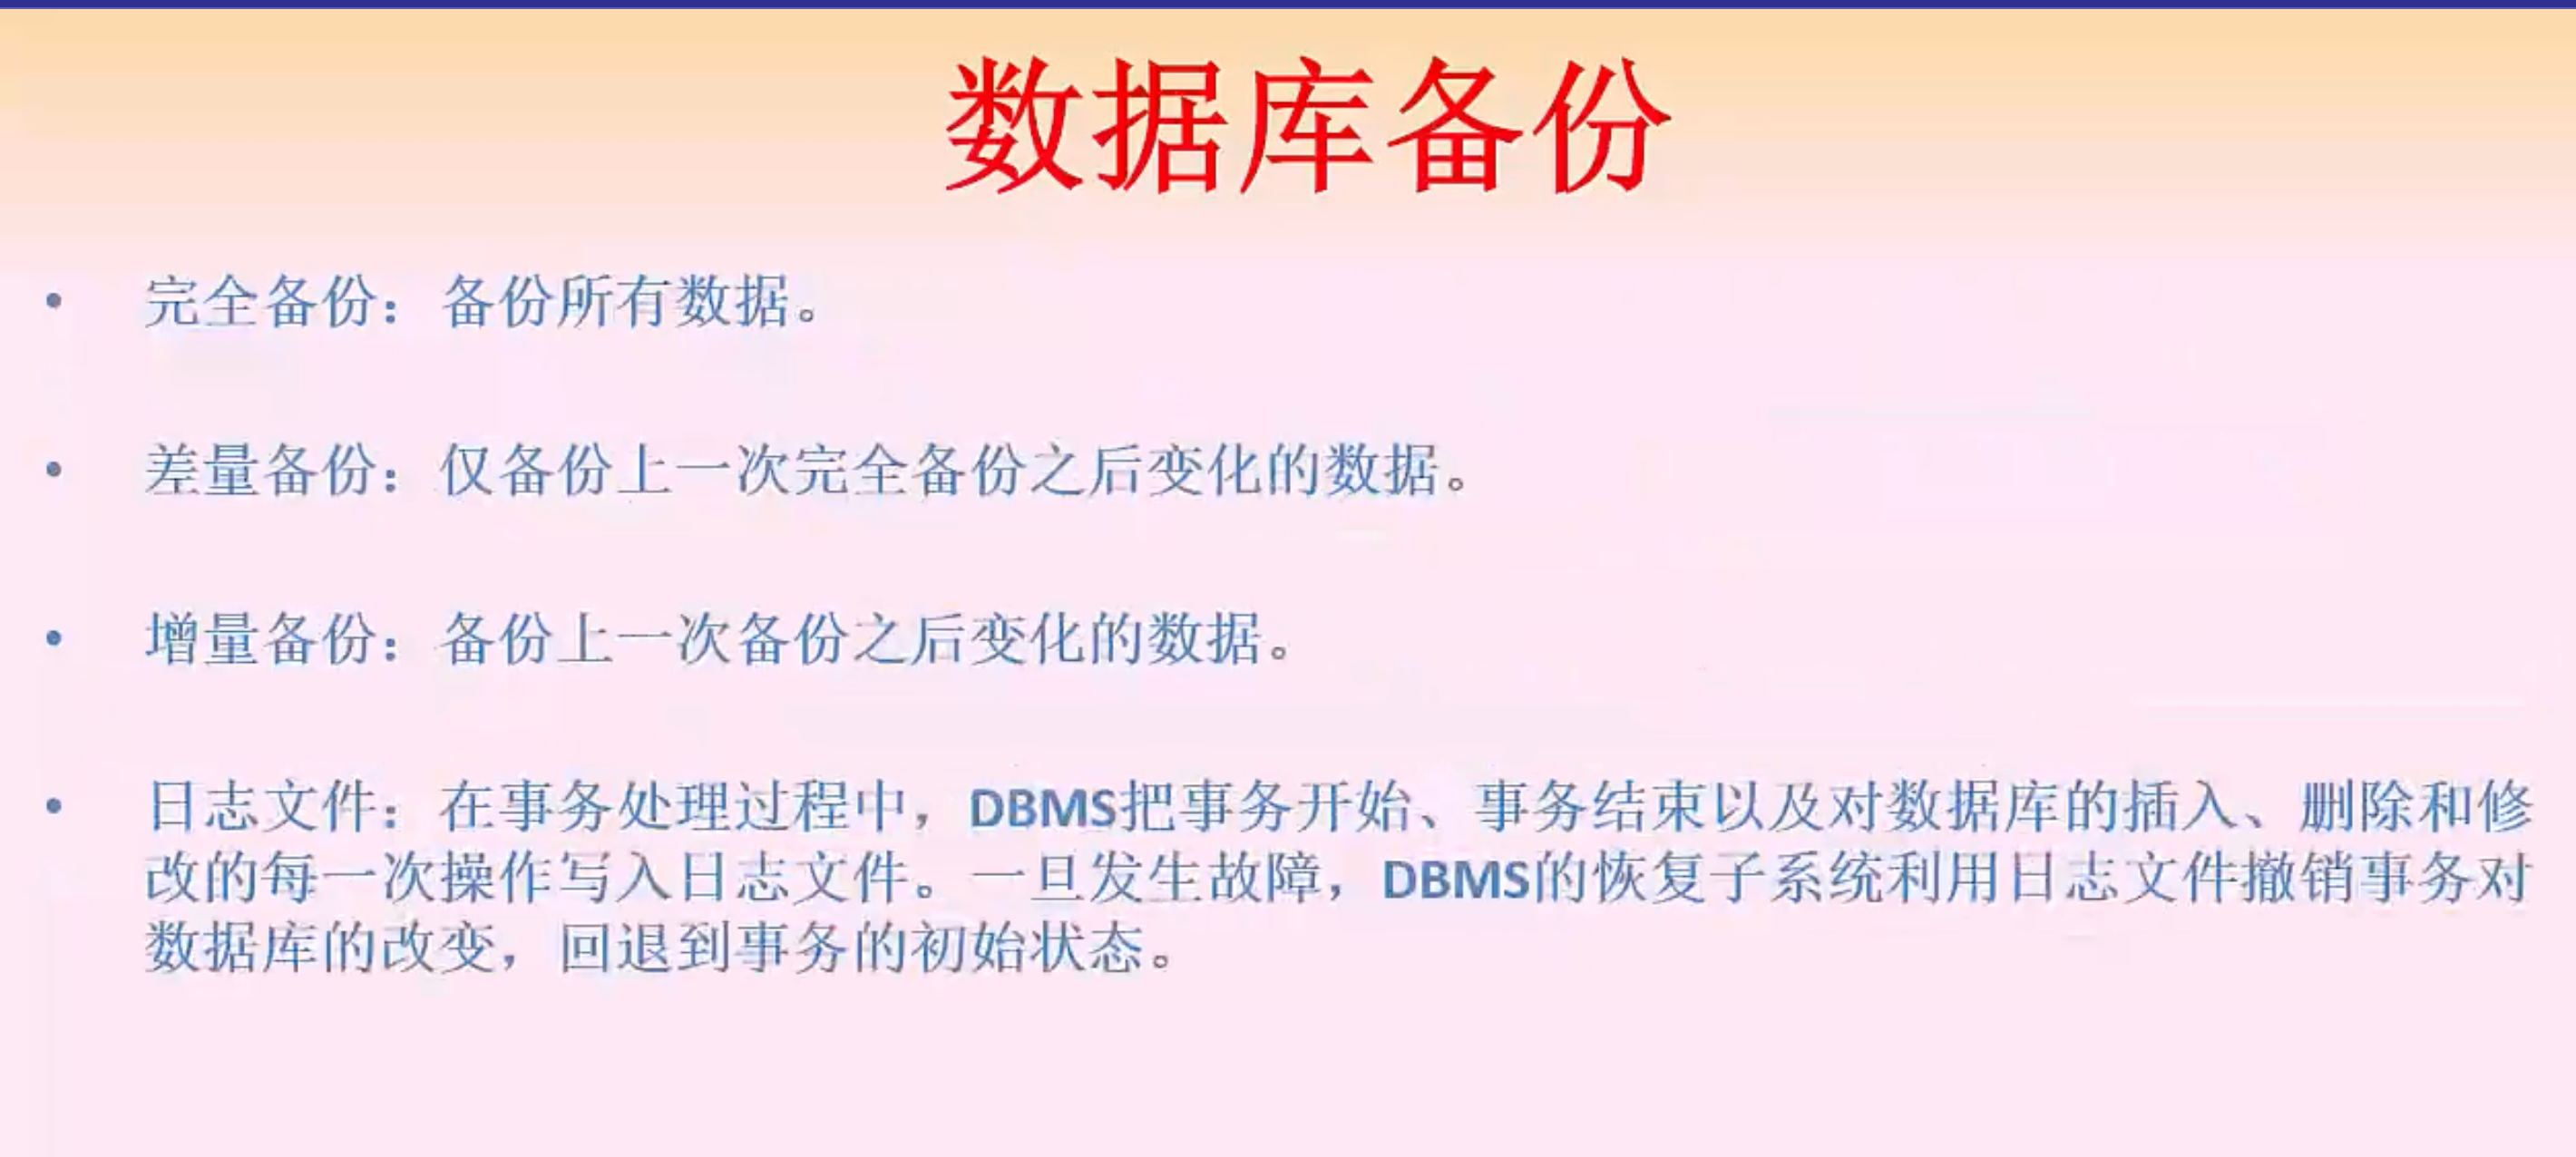 数据库备份
• 完全备份：备份所有数据。
• 差量备份：仅备份上一次完全备份之后变化的数据。
• 增量备份：备份上一次备份之后变化的数据。
• 日志文件：在事务处理过程中，DBMS把事务开始、事务结束以及对数据库的插入、删除和修
改的每一次操作写入日志文件。一旦发生故障，DBMS的恢复子系统利用日志文件撤销事务对
数据库的改变，回退到事务的初始状态。